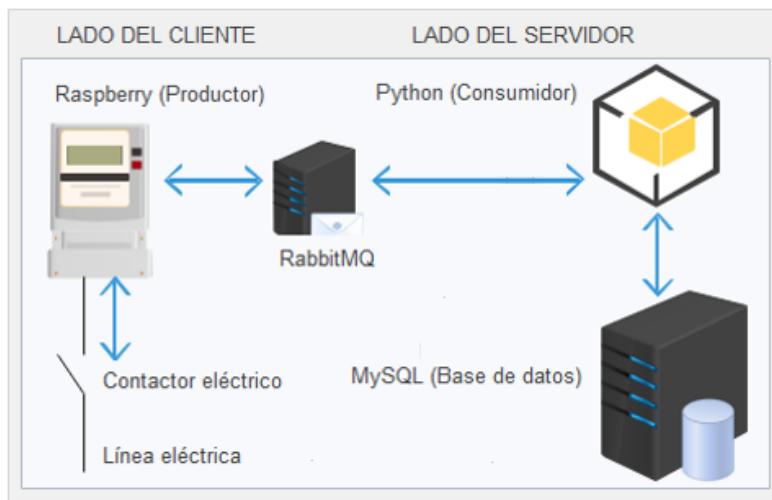 LADO DEL CLIENTE
LADO DEL SERVIDOR
Raspberry (Productor)
Python (Consumidor)
RabbitMQ
Contactor eléctrico
MySQL (Base de datos)
Línea eléctrica